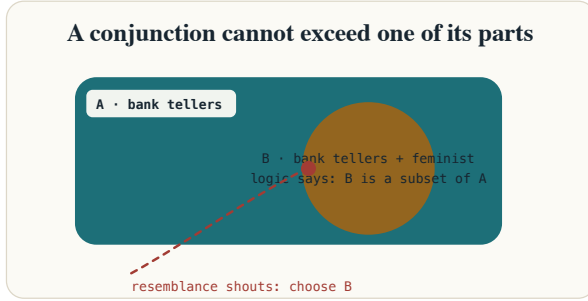 A conjunction cannot exceed one of its parts
A · bank tellers
B · bank tellers + feminist
logic says: B is a subset of A
resemblance shouts: choose B